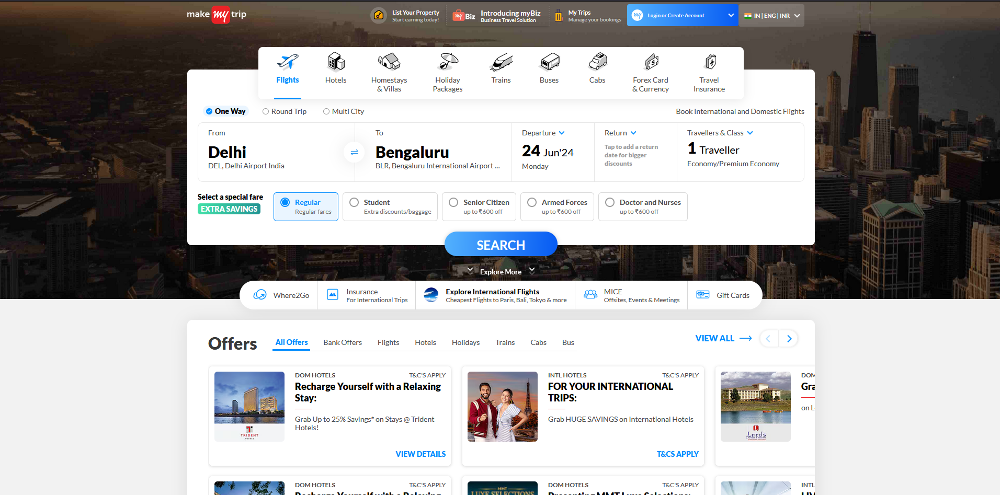 make my trip
List Your Property
Start earning today!
my Biz
Introducing myBiz
Business Travel Solution
My Trips
Manage your bookings
my
Login or Create Account
IN | ENG | INR
Flights
Hotels
Homestays
& Villas
Holiday
Packages
Trains
Buses
Cabs
Forex Card
& Currency
Travel
Insurance
One Way
Round Trip
Multi City
Book International and Domestic Flights
From
Delhi
DEL, Delhi Airport India
To
Bengaluru
BLR, Bengaluru International Airport ...
Departure
24 Jun'24
Monday
Return
Tap to add a return
date for bigger
discounts
Travellers & Class
1 Traveller
Economy/Premium Economy
Select a special fare
EXTRA SAVINGS
Regular
Regular fares
Student
Extra discounts/baggage
Senior Citizen
up to ₹600 off
Armed Forces
up to ₹600 off
Doctor and Nurses
up to ₹600 off
SEARCH
Explore More
Where2Go
Insurance
For International Trips
Explore International Flights
Cheapest Flights to Paris, Bali, Tokyo & more
MICE
Offsites, Events & Meetings
Gift Cards
Offers
All Offers
Bank Offers
Flights
Hotels
Holidays
Trains
Cabs
Bus
VIEW ALL
DOM HOTELS
T&C'S APPLY
Recharge Yourself with a Relaxing
Stay:
Grab Up to 25% Savings* on Stays @ Trident
Hotels!
TRIDENT
HOTELS
VIEW DETAILS
INTL HOTELS
T&C'S APPLY
FOR YOUR INTERNATIONAL
TRIPS:
Grab HUGE SAVINGS on International Hotels
T&CS APPLY
DOM
Gra
on L
Lords
DOM HOTELS
T&C'S APPLY
Recharge Yourself with a Relaxing
MMT
LUXE SELECTIONS
DOM HOTELS
T&C'S APPLY
Presenting MMT Luxe Selections:
INTL